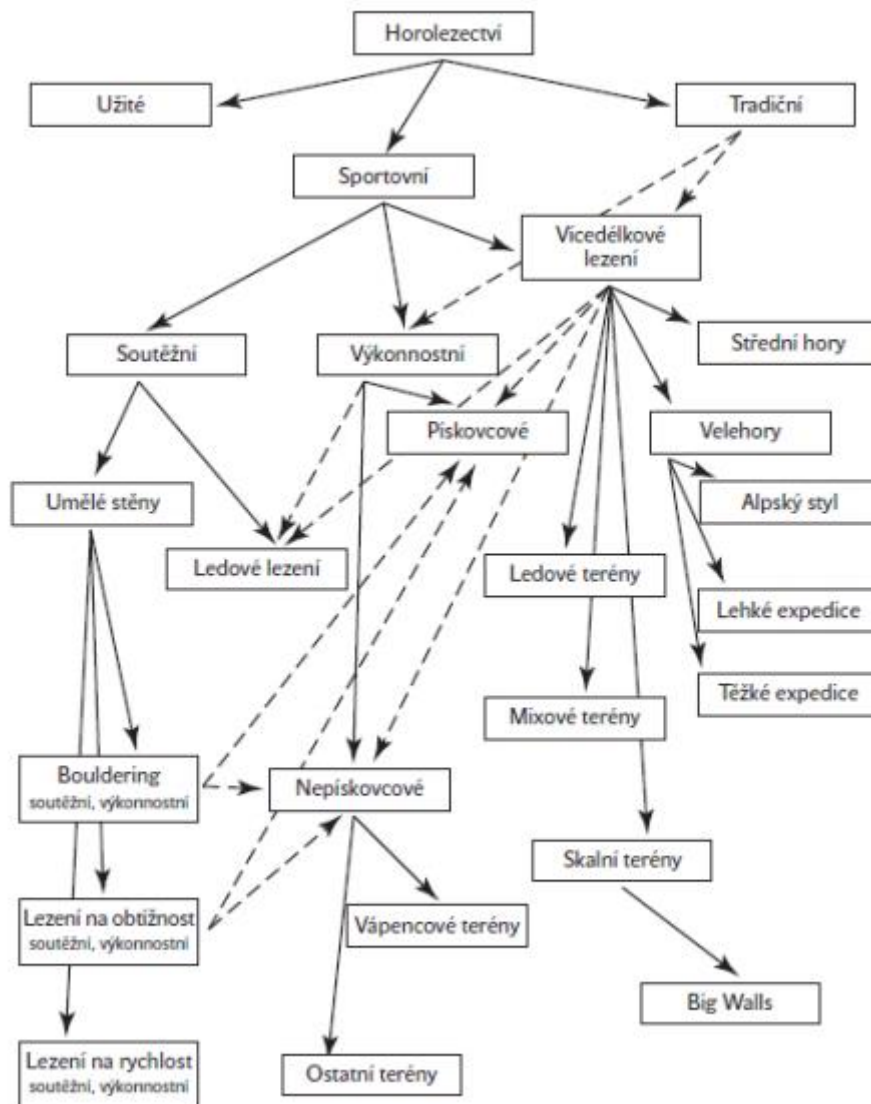 Horolezectví
Užité
Tradiční
Sportovní
Vícedélkové
lezení
Soutěžní
Výkonnostní
Střední hory
Pískovcové
Velehory
Umělé stěny
Alpský styl
Ledové lezení
Ledové terény
Lehké expedice
Těžké expedice
Mixové terény
Bouldering
soutěžní, výkonnostní
Nepískovcové
Skalní terény
Lezení na obtížnost
soutěžní, výkonnostní
Vápencové terény
Big Walls
Lezení na rychlost
soutěžní, výkonnostní
Ostatní terény